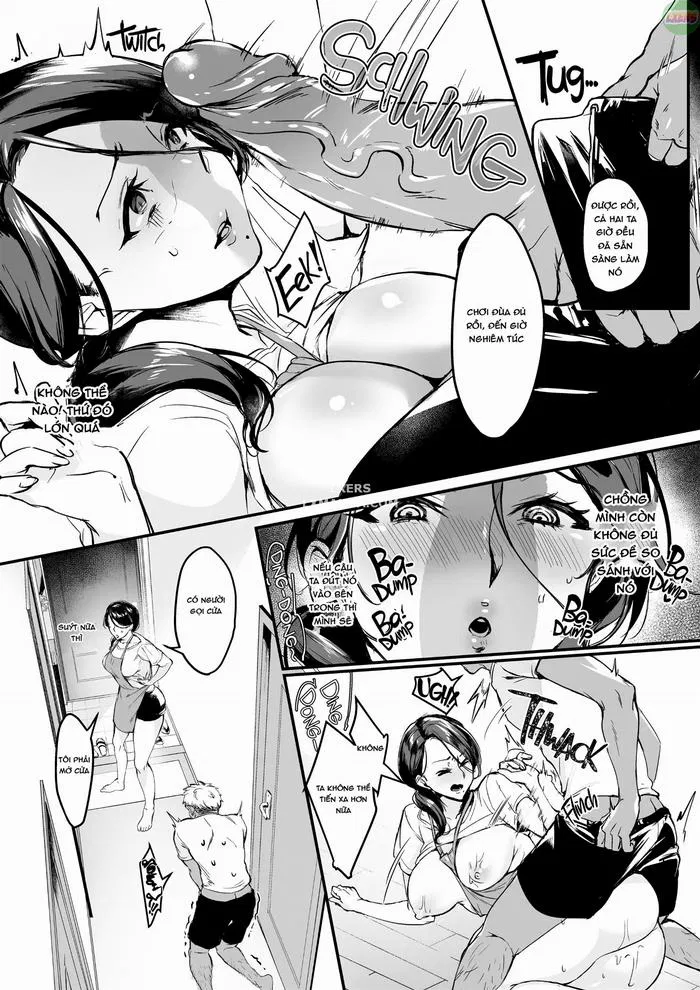 TWITCH
SCHWING
TUG...
ĐƯỢC RỒI,
CẢ HAI TA
GIỜ ĐỀU
ĐÃ SẴN
SÀNG LÀM
NÓ
EEK!
CHƠI ĐÙA ĐỦ
RỒI, ĐẾN GIỜ
NGHIÊM TÚC
KHÔNG THỂ
NÀO! THỨ ĐÓ
LỚN QUÁ
CHỒNG
MÌNH CÒN
KHÔNG ĐỦ
SỨC ĐỂ SO
SÁNH VỚI
NÓ
BA-
DUMP
BA-
DUMP
BA-
DUMP
NẾU CẬU
TA ĐÚT NÓ
VÀO BÊN
TRONG THÌ
MÌNH SẼ
DING-DONG~
CÓ NGƯỜI
GỌI CỬA
SUÝT NỮA
THÌ
TÔI PHẢI
MỞ CỬA
DING-
DONG~
UGH!
THWACK
KHÔNG
TA KHÔNG THỂ
TIẾN XA HƠN
NỮA
FLINCH